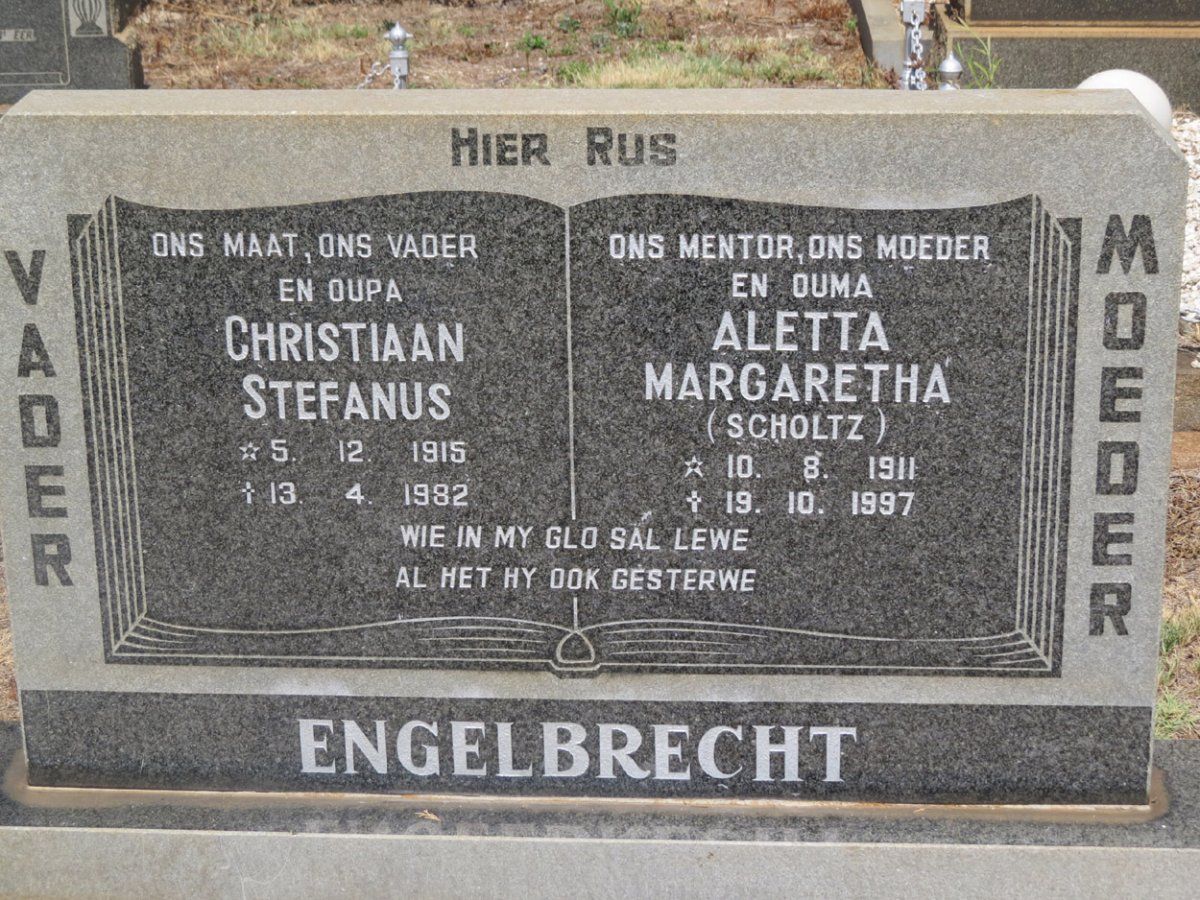 HIER RUS
VADER
ONS MAAT, ONS VADER
EN OUPA
CHRISTIAAN
STEFANUS
☆ 5. 12. 1915
✝ 13. 4. 1982
ONS MENTOR, ONS MOEDER
EN OUMA
ALETTA
MARGARETHA
(SCHOLTZ)
☆ 10. 8. 1911
✝ 19. 10. 1997
WIE IN MY GLO SAL LEWE
AL HET HY OOK GESTERWE
MOEDER
ENGELBRECHT